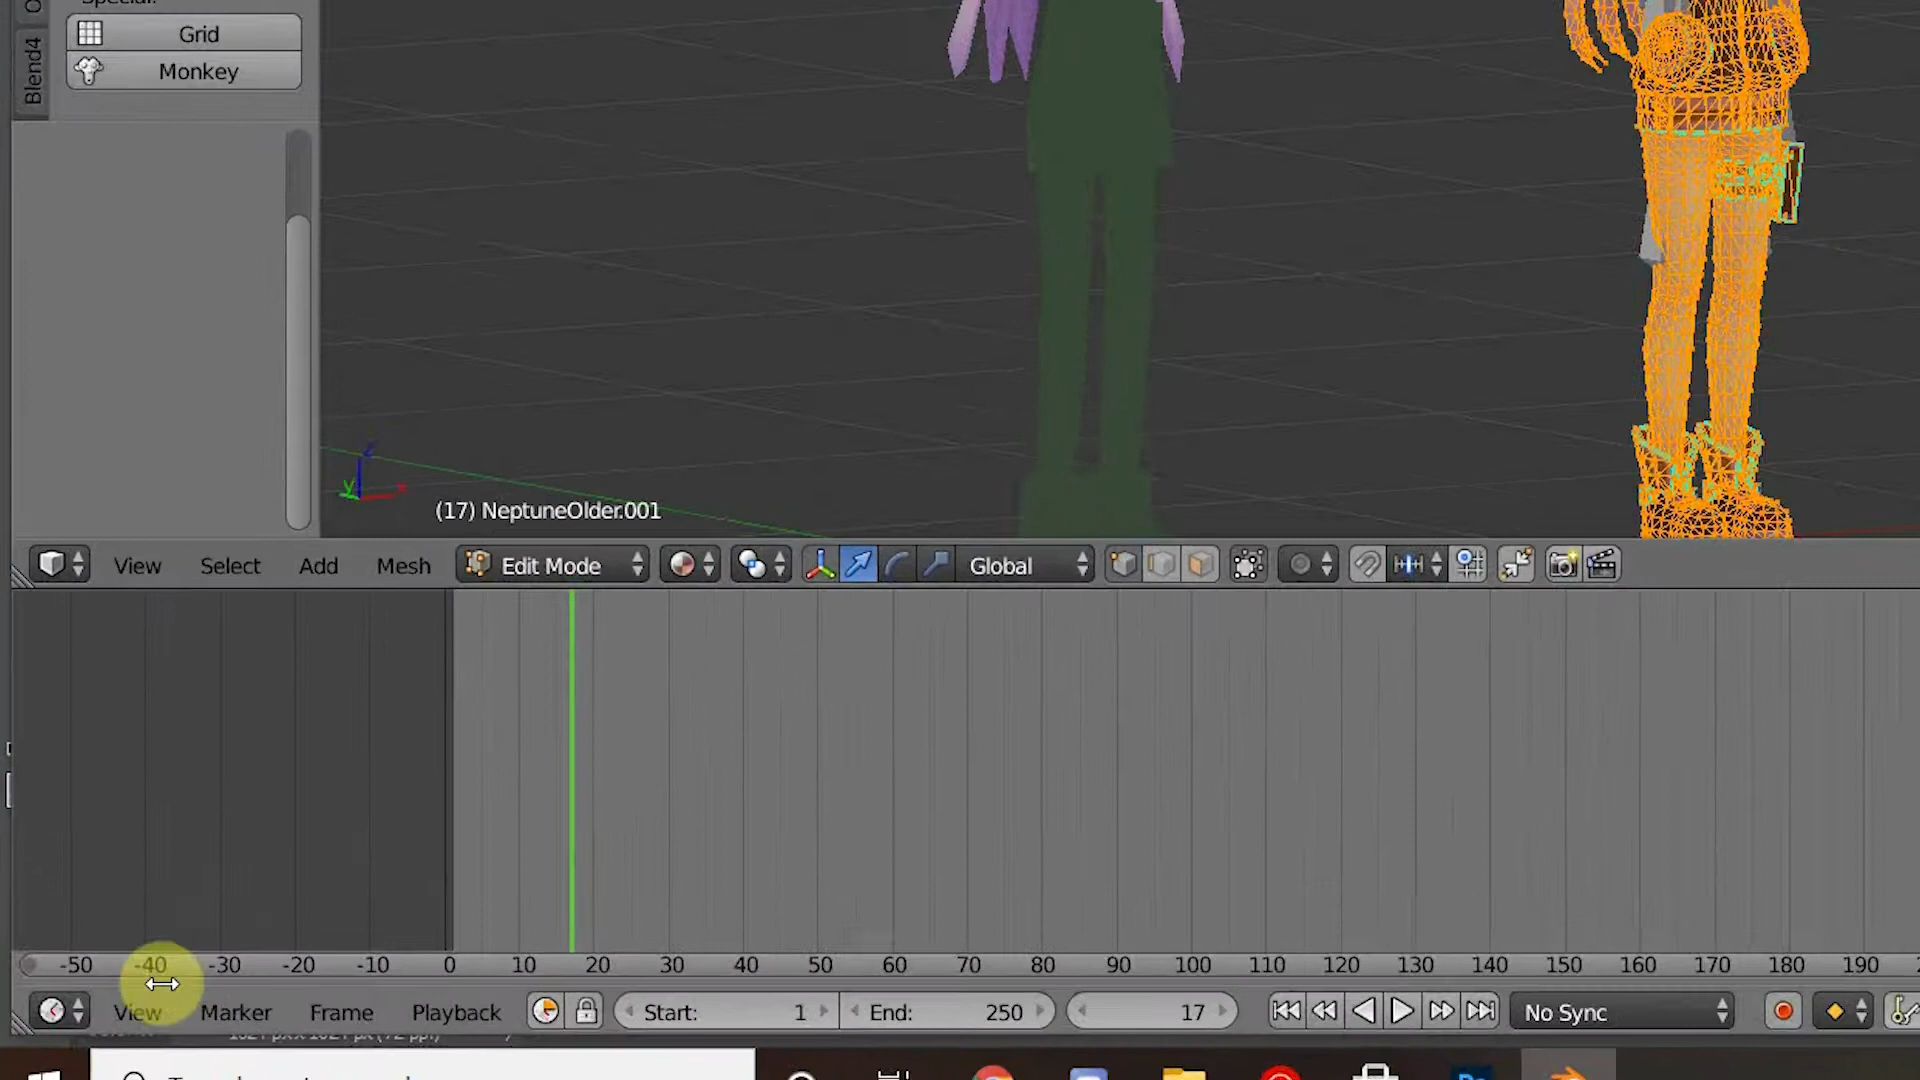 Special:
Grid
Blend4
Monkey
z
y
x
(17) NeptuneOlder.001
View Select Add Mesh Edit Mode Global
-50 -40 -30 -20 -10 0 10 20 30 40 50 60 70 80 90 100 110 120 130 140 150 160 170 180 190
View Marker Frame Playback Start: 1 End: 250 17 No Sync